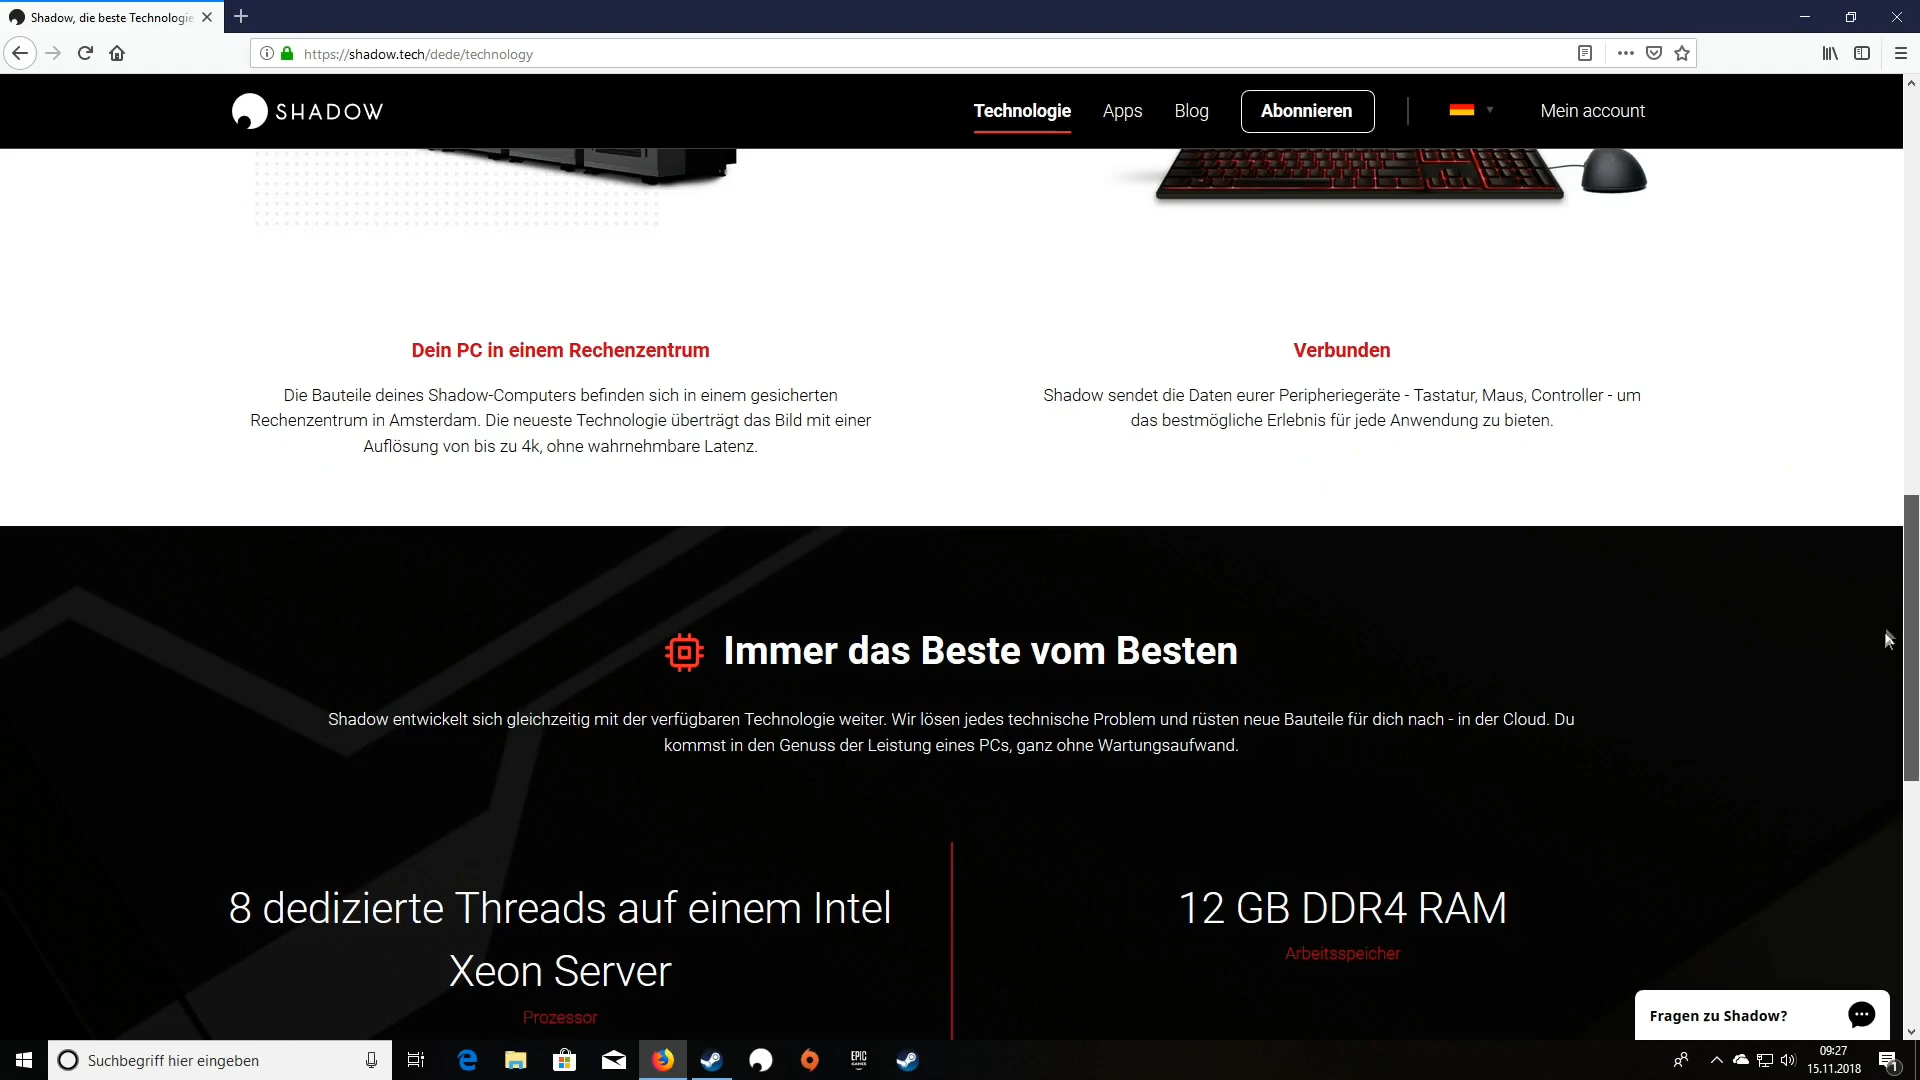 Shadow, die beste Technologie
https://shadow.tech/dede/technology
SHADOW
Technologie
Apps
Blog
Abonnieren
Mein account
Dein PC in einem Rechenzentrum
Die Bauteile deines Shadow-Computers befinden sich in einem gesicherten
Rechenzentrum in Amsterdam. Die neueste Technologie überträgt das Bild mit einer
Auflösung von bis zu 4k, ohne wahrnehmbare Latenz.
Verbunden
Shadow sendet die Daten eurer Peripheriegeräte - Tastatur, Maus, Controller - um
das bestmögliche Erlebnis für jede Anwendung zu bieten.
Immer das Beste vom Besten
Shadow entwickelt sich gleichzeitig mit der verfügbaren Technologie weiter. Wir lösen jedes technische Problem und rüsten neue Bauteile für dich nach - in der Cloud. Du
kommst in den Genuss der Leistung eines PCs, ganz ohne Wartungsaufwand.
8 dedizierte Threads auf einem Intel
Xeon Server
Prozessor
12 GB DDR4 RAM
Arbeitsspeicher
Fragen zu Shadow?
Suchbegriff hier eingeben
EPIC
GAMES
09:27
15.11.2018
1